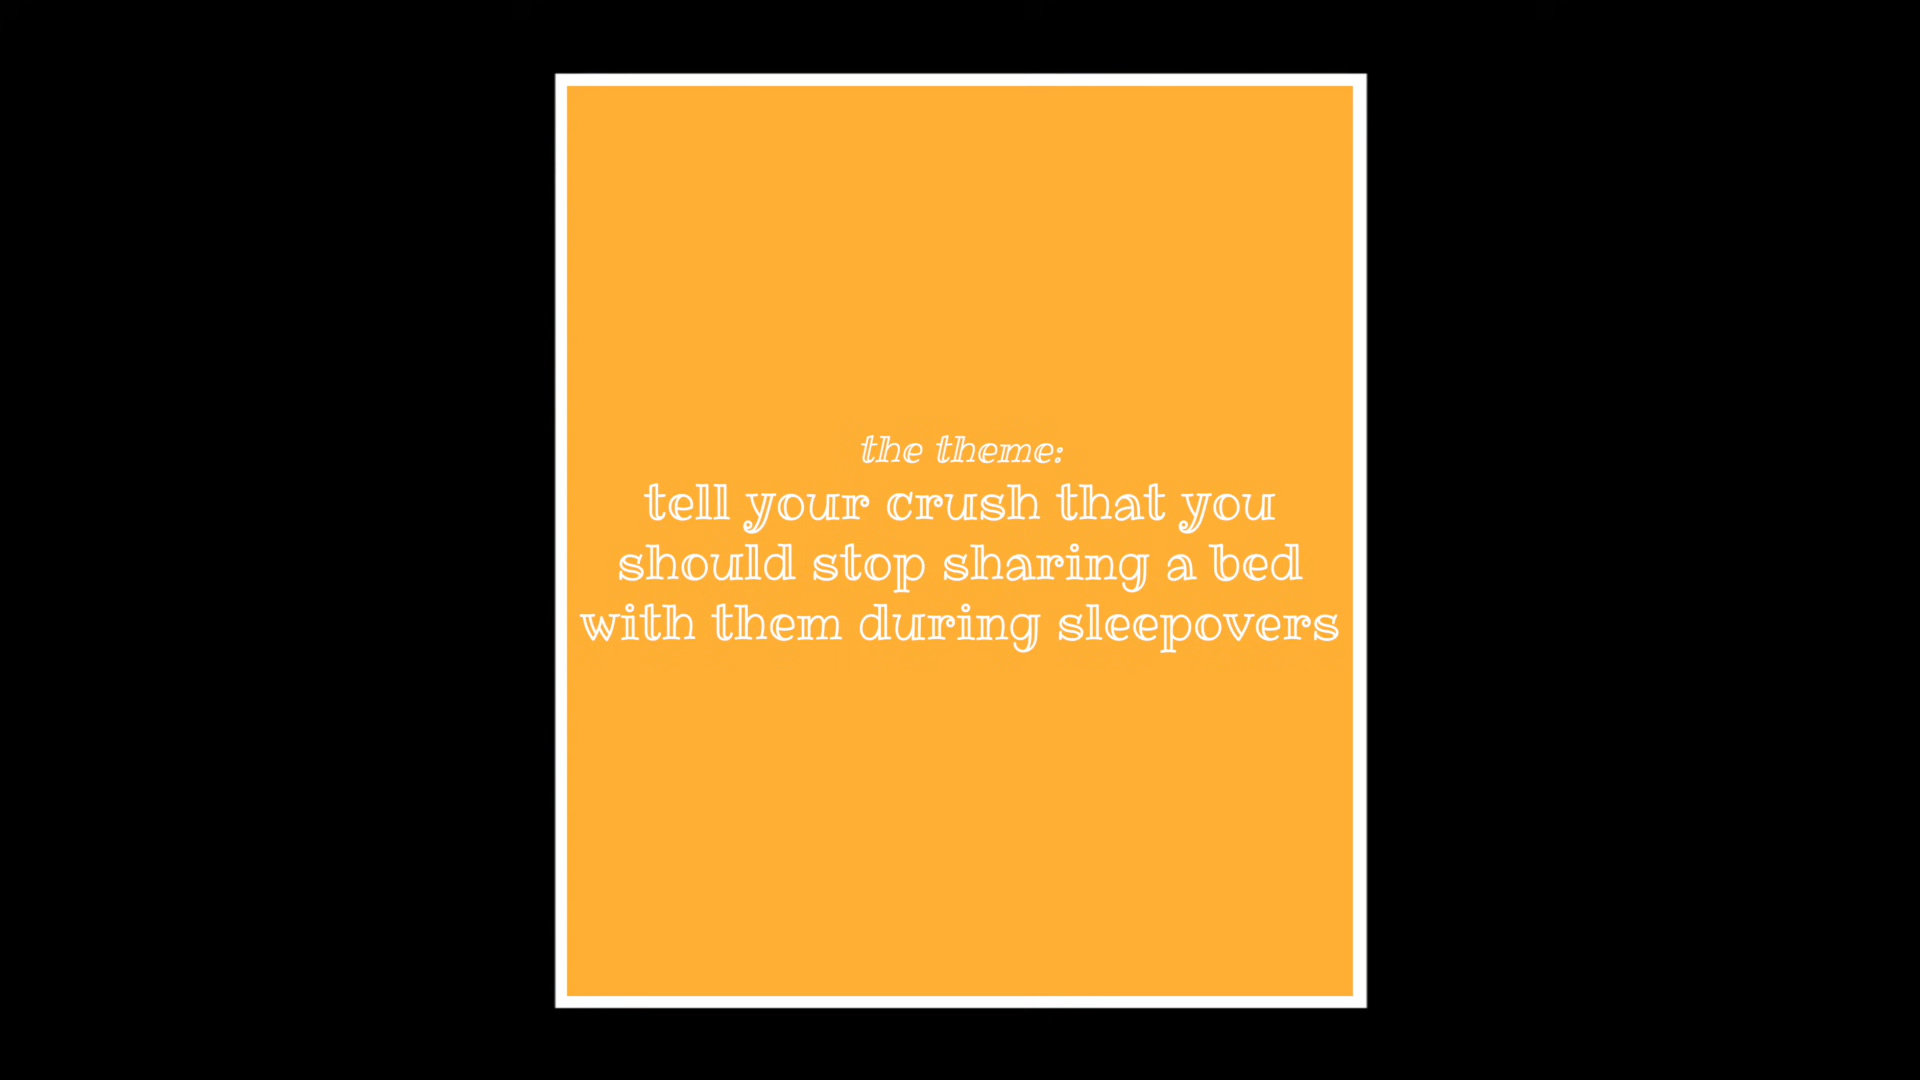 the theme:
tell your crush that you
should stop sharing a bed
with them during sleepovers